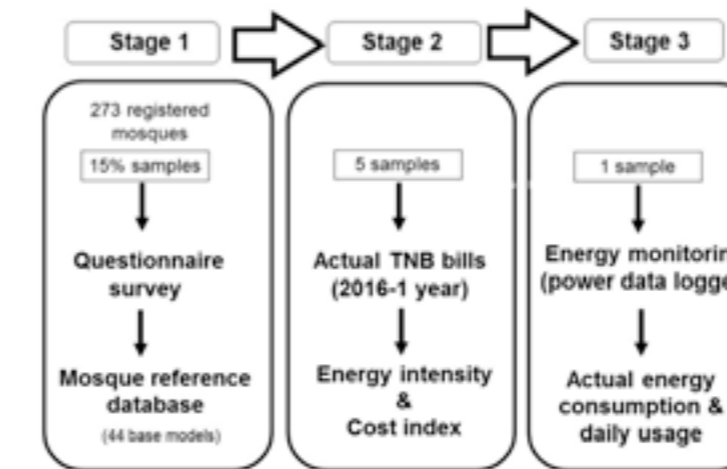 Stage 1
Stage 2
Stage 3
273 registered
mosques
15% samples
Questionnaire
survey
Mosque reference
database
(44 base models)
5 samples
Actual TNB bills
(2016-1 year)
Energy intensity
&
Cost index
1 sample
Energy monitorin
(power data logge
Actual energy
consumption &
daily usage